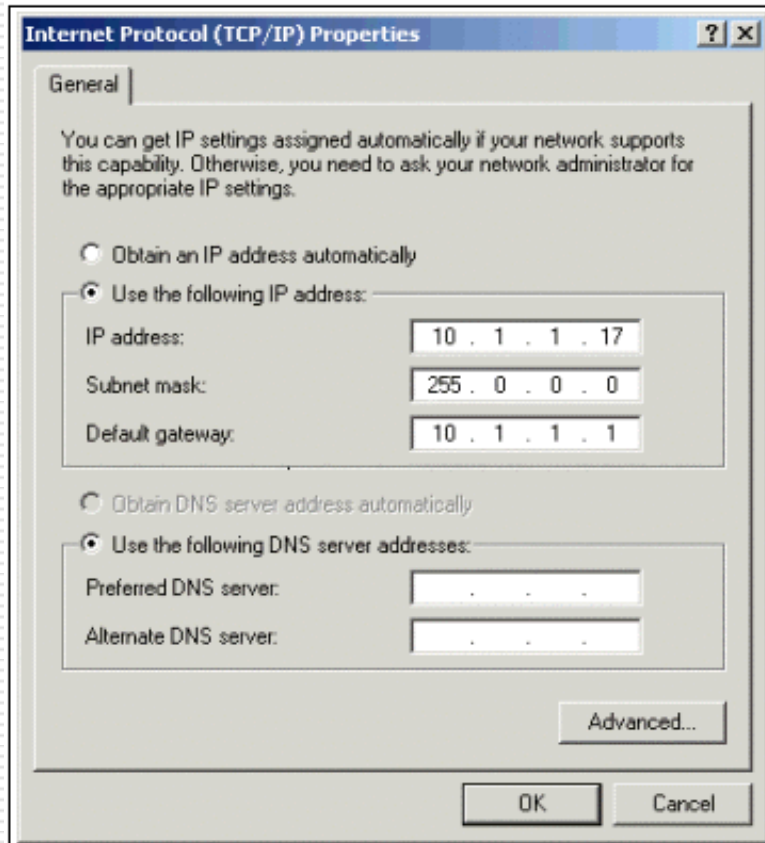 Internet Protocol (TCP/IP) Properties
General
You can get IP settings assigned automatically if your network supports
this capability. Otherwise, you need to ask your network administrator for
the appropriate IP settings.
Obtain an IP address automatically
Use the following IP address:
IP address: 10 . 1 . 1 . 17
Subnet mask: 255 . 0 . 0 . 0
Default gateway: 10 . 1 . 1 . 1
Obtain DNS server address automatically
Use the following DNS server addresses:
Preferred DNS server: . . .
Alternate DNS server: . . .
Advanced...
OK Cancel